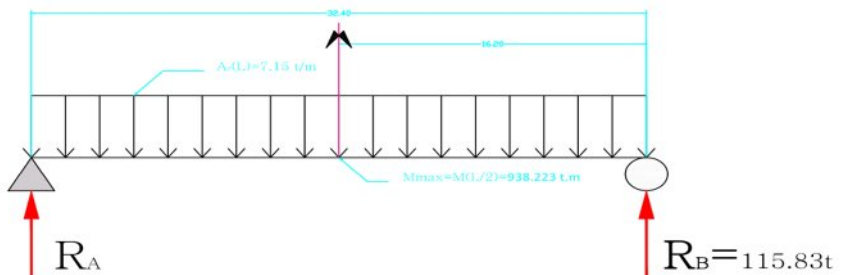 32.40
16.20
A.(L)=7.15 t/m
Mmax=M(L/2)=938.223 t.m
RA
RB=115.83t